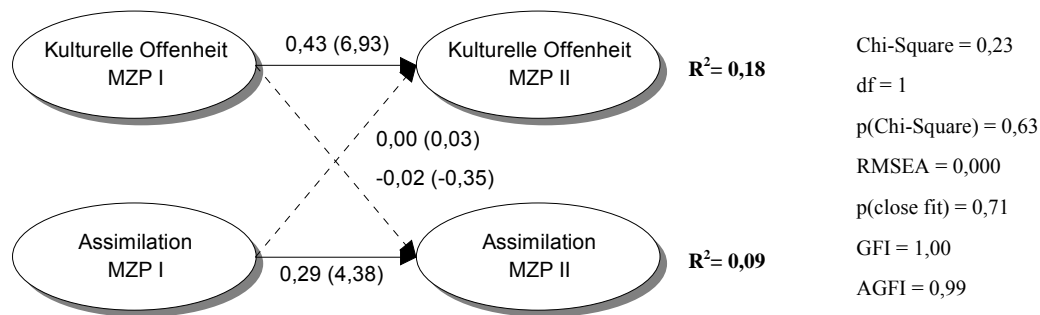 Kulturelle Offenheit
MZP I
0,43 (6,93)
Kulturelle Offenheit
MZP II
R²= 0,18
0,00 (0,03)
-0,02 (-0,35)
Assimilation
MZP I
0,29 (4,38)
Assimilation
MZP II
R²= 0,09
Chi-Square = 0,23
df = 1
p(Chi-Square) = 0,63
RMSEA = 0,000
p(close fit) = 0,71
GFI = 1,00
AGFI = 0,99